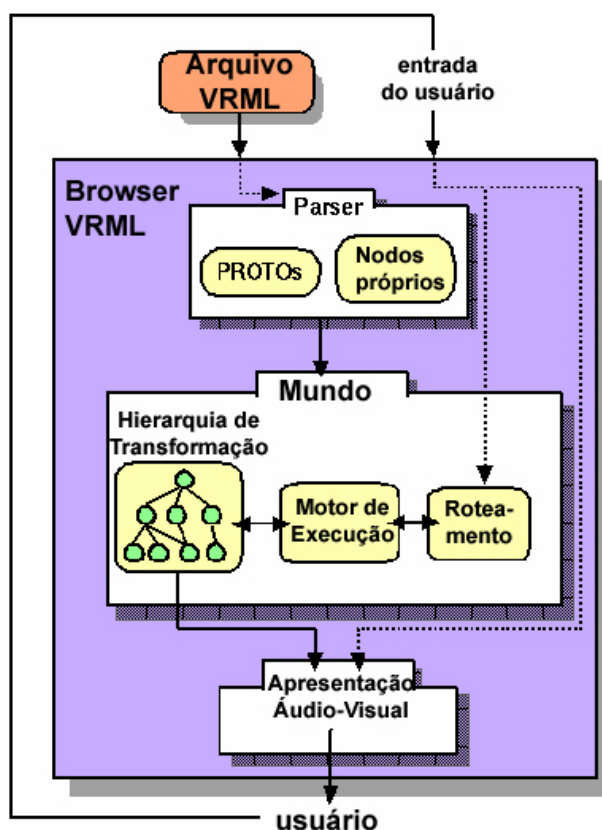 Arquivo
VRML
entrada
do usuário
Browser
VRML
Parser
PROTOs
Nodos
próprios
Mundo
Hierarquia de
Transformação
Motor de
Execução
Rotea-
mento
Apresentação
Áudio-Visual
usuário